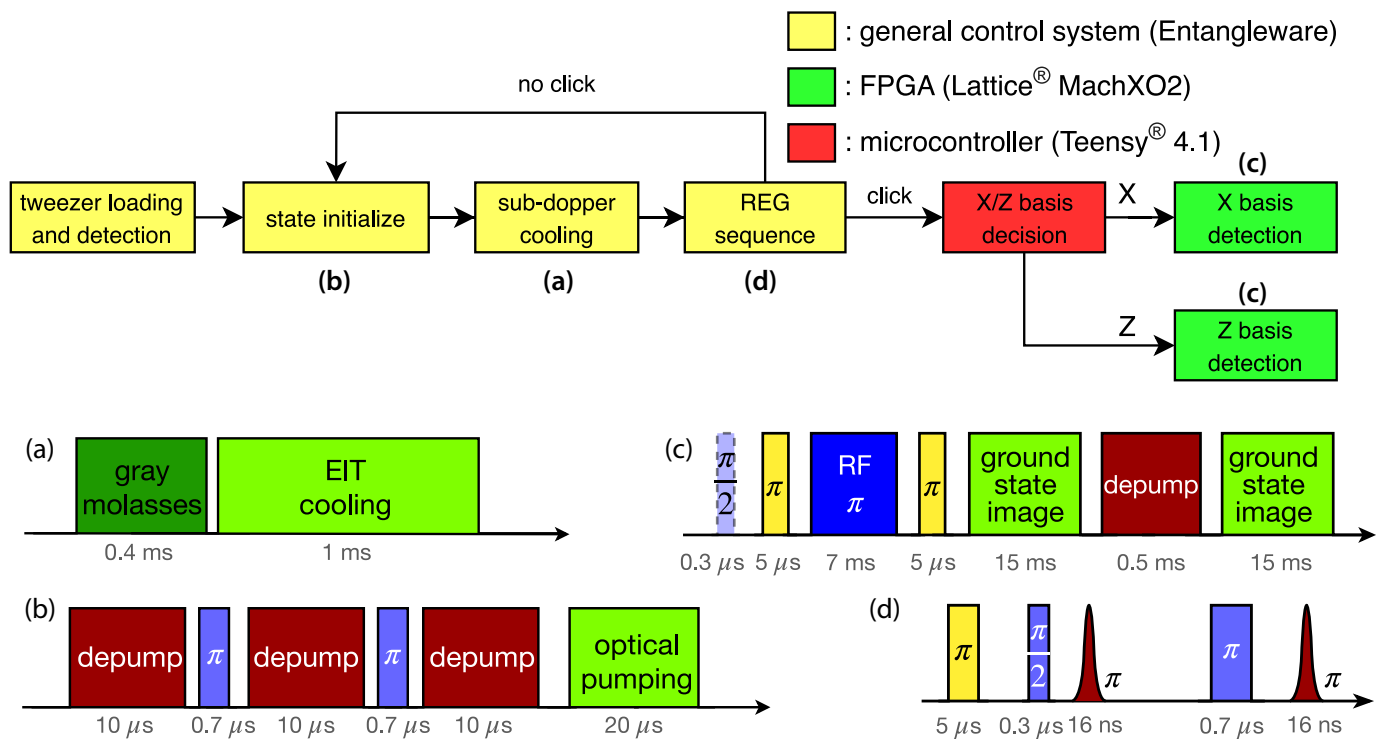 : general control system (Entangleware)
: FPGA (Lattice® MachXO2)
: microcontroller (Teensy® 4.1)
no click
tweezer loading
and detection
state initialize
(b)
sub-dopper
cooling
(a)
REG
sequence
(d)
click
X/Z basis
decision
X
(c)
X basis
detection
Z
(c)
Z basis
detection
(a)
gray
molasses
0.4 ms
EIT
cooling
1 ms
(b)
depump
π
depump
π
depump
optical
pumping
10 μs
0.7 μs
10 μs
0.7 μs
10 μs
20 μs
(c)
π
2
π
RF
π
π
ground
state
image
depump
ground
state
image
0.3 μs
5 μs
7 ms
5 μs
15 ms
0.5 ms
15 ms
(d)
π
π
2
π
π
π
5 μs
0.3 μs
16 ns
0.7 μs
16 ns